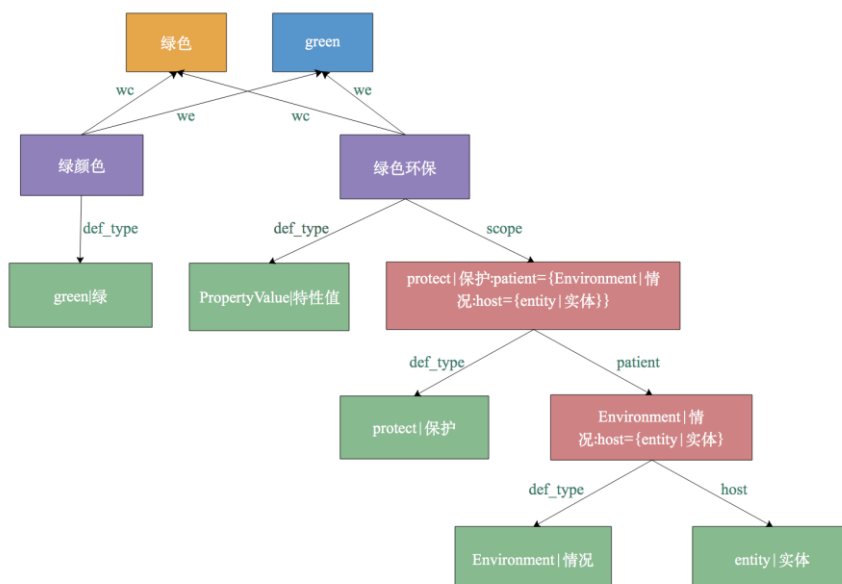 绿色
green
wc
we
wc
we
绿颜色
绿色环保
def_type
def_type
scope
green|绿
PropertyValue|特性值
protect|保护:patient={Environment|情
况:host={entity|实体}}
def_type
patient
protect|保护
Environment|情
况:host={entity|实体}
def_type
host
Environment|情况
entity|实体